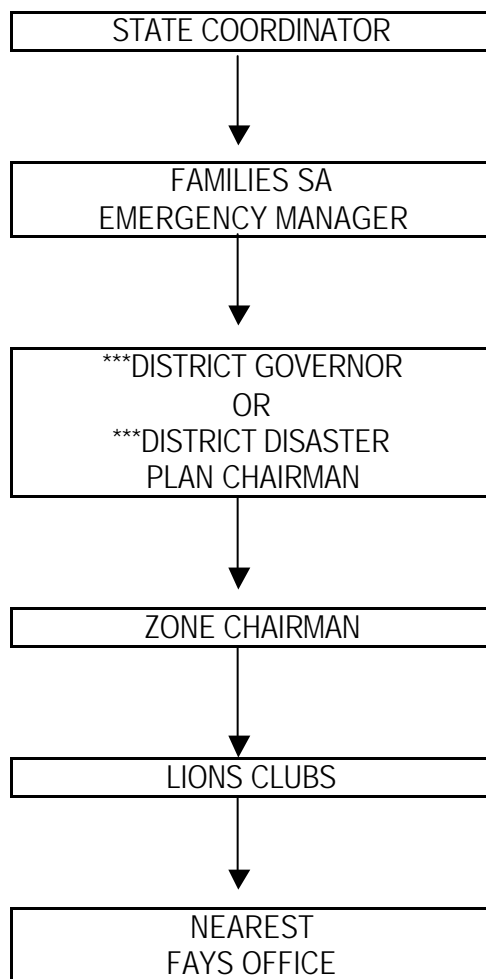 STATE COORDINATOR
FAMILIES SA
EMERGENCY MANAGER
***DISTRICT GOVERNOR
OR
***DISTRICT DISASTER
PLAN CHAIRMAN
ZONE CHAIRMAN
LIONS CLUBS
NEAREST
FAYS OFFICE